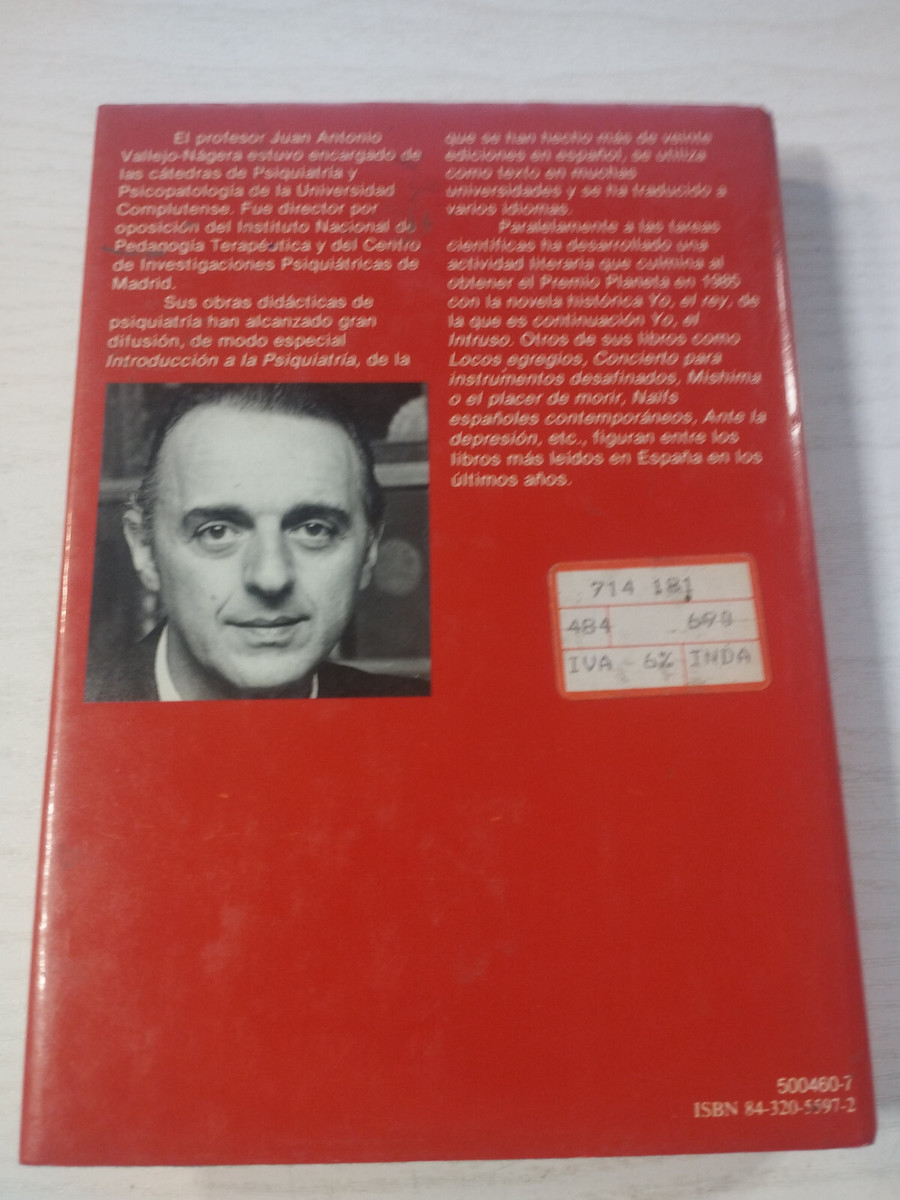 El profesor Juan Antonio
Vallejo-Nágera estuvo encargado de
las cátedras de Psiquiatría y
Psicopatología de la Universidad
Complutense. Fue director por
oposición del Instituto Nacional de
Pedagogía Terapéutica y del Centro
de Investigaciones Psiquiátricas de
Madrid.
Sus obras didácticas de
psiquiatría han alcanzado gran
difusión, de modo especial
Introducción a la Psiquiatría, de la
que se han hecho más de veinte
ediciones en español, se utiliza
como texto en muchas
universidades y se ha traducido a
varios idiomas.
Paralelamente a las tareas
científicas ha desarrollado una
actividad literaria que culmina al
obtener el Premio Planeta en 1985
con la novela histórica Yo, el rey, de
la que es continuación Yo, el
Intruso. Otros de sus libros como
Locos egregios, Concierto para
instrumentos desafinados, Mishima
o el placer de morir, Naïfs
españoles contemporáneos, Ante la
depresión, etc., figuran entre los
libros más leídos en España en los
últimos años.
714 181
484 690
IVA 6% INDA
500460-7
ISBN 84-320-5597-2